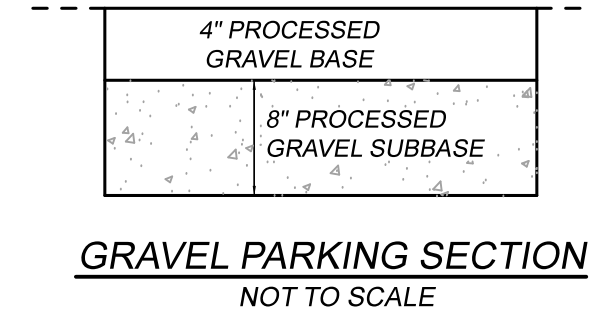 4" PROCESSED
GRAVEL BASE
8" PROCESSED
GRAVEL SUBBASE
GRAVEL PARKING SECTION
NOT TO SCALE